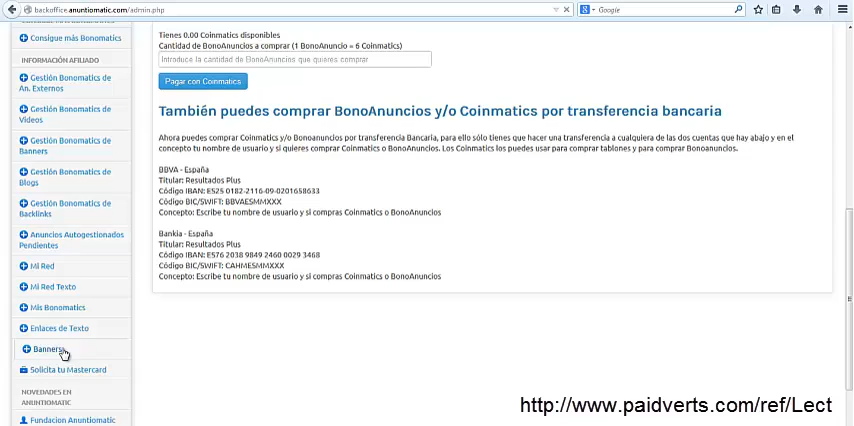 backoffice.anuntiomatic.com/admin.php
Google
Consigue más Bonomatics
INFORMACIÓN AFILIADO
Gestión Bonomatics de
An. Externos
Gestión Bonomatics de
Videos
Gestión Bonomatics de
Banners
Gestión Bonomatics de
Blogs
Gestión Bonomatics de
Backlinks
Anuncios Autogestionados
Pendientes
Mi Red
Mi Red Texto
Mis Bonomatics
Enlaces de Texto
Banners
Solicita tu Mastercard
NOVEDADES EN
ANUNTIOMATIC
Fundacion Anuntiomatic
Tienes 0.00 Coinmatics disponibles
Cantidad de BonoAnuncios a comprar (1 BonoAnuncio = 6 Coinmatics)
Introduce la cantidad de BonoAnuncios que quieres comprar
Pagar con Coinmatics
También puedes comprar BonoAnuncios y/o Coinmatics por transferencia bancaria
Ahora puedes comprar Coinmatics y/o Bonoanuncios por transferencia Bancaria, para ello sólo tienes que hacer una transferencia a cualquiera de las dos cuentas que hay abajo y en el
concepto tu nombre de usuario y si quieres comprar Coinmatics o BonoAnuncios. Los Coinmatics los puedes usar para comprar tablones y para comprar Bonoanuncios.
BBVA - España
Titular: Resultados Plus
Código IBAN: ES25 0182-2116-09-0201658633
Código BIC/SWIFT: BBVAESMMXXX
Concepto: Escribe tu nombre de usuario y si compras Coinmatics o BonoAnuncios
Bankia - España
Titular: Resultados Plus
Código IBAN: ES76 2038 9849 2460 0029 3468
Código BIC/SWIFT: CAHMESMMXXX
Concepto: Escribe tu nombre de usuario y si compras Coinmatics o BonoAnuncios
http://www.paidverts.com/ref/Lect